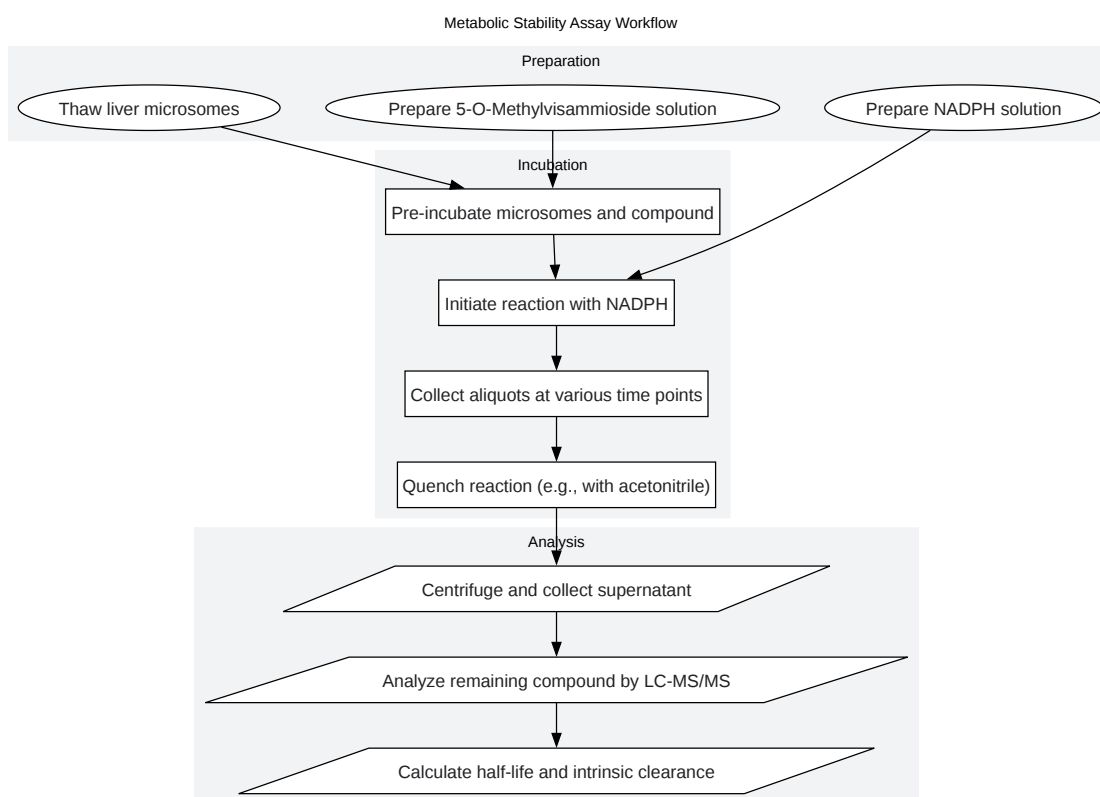 Metabolic Stability Assay Workflow
Preparation
Thaw liver microsomes
Prepare 5-O-Methylvisammioside solution
Prepare NADPH solution
Incubation
Pre-incubate microsomes and compound
Initiate reaction with NADPH
Collect aliquots at various time points
Quench reaction (e.g., with acetonitrile)
Analysis
Centrifuge and collect supernatant
Analyze remaining compound by LC-MS/MS
Calculate half-life and intrinsic clearance